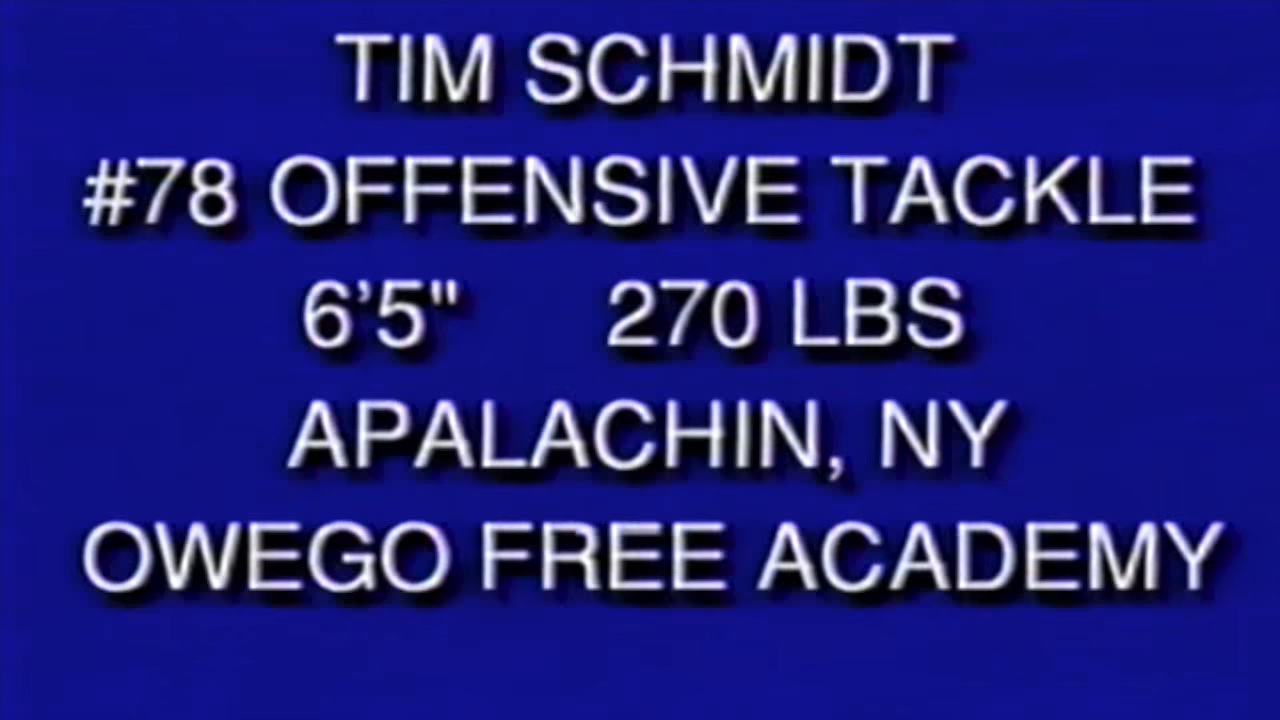 TIM SCHMIDT
#78 OFFENSIVE TACKLE
6'5" 270 LBS
APALACHIN, NY
OWEGO FREE ACADEMY